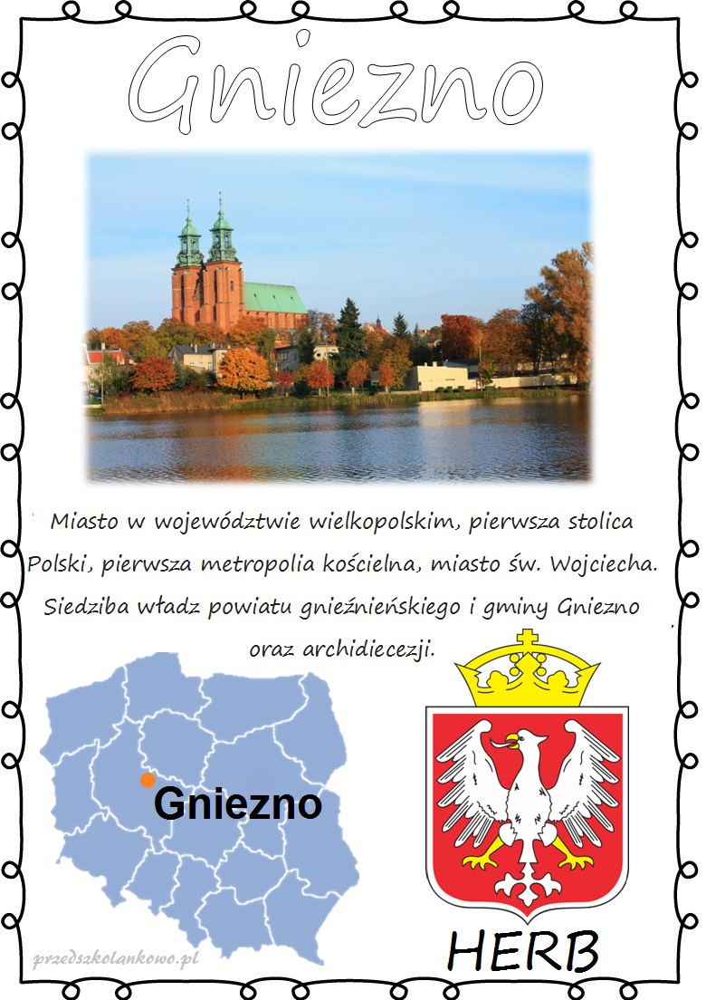 Gniezno
Miasto w województwie wielkopolskim, pierwsza stolica
Polski, pierwsza metropolia kościelna, miasto św. Wojciecha.
Siedziba władz powiatu gnieźnieńskiego i gminy Gniezno
oraz archidiecezji.
Gniezno
HERB
przedszkolankowo.pl